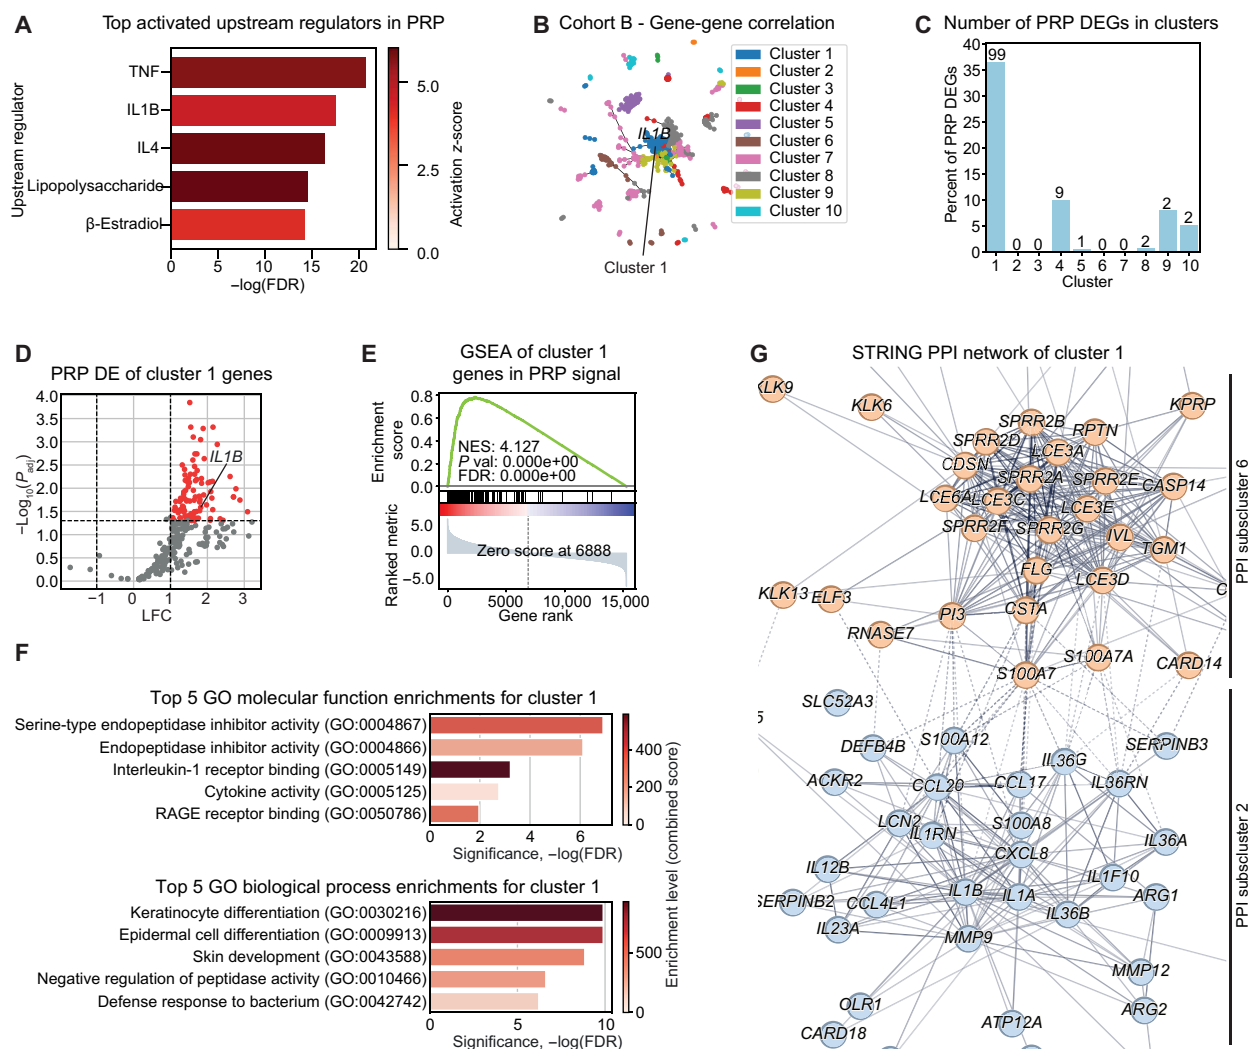 A
Top activated upstream regulators in PRP
Upstream regulator
TNF
IL1B
IL4
Lipopolysaccharide
β-Estradiol
0 5 10 15 20
−log(FDR)
5.0
2.5
0.0
Activation z-score
B
Cohort B - Gene-gene correlation
IL1B
Cluster 1
Cluster 1
Cluster 2
Cluster 3
Cluster 4
Cluster 5
Cluster 6
Cluster 7
Cluster 8
Cluster 9
Cluster 10
C
Number of PRP DEGs in clusters
Percent of PRP DEGs
40
35
30
25
20
15
10
5
0
99 0 0 9 1 0 0 2 2 2
1 2 3 4 5 6 7 8 9 10
Cluster
D
PRP DE of cluster 1 genes
−Log10(Padj)
4.0
3.5
3.0
2.5
2.0
1.5
1.0
0.5
0.0
IL1B
−1 0 1 2 3
LFC
E
GSEA of cluster 1
genes in PRP signal
Enrichment
score
0.8
0.6
0.4
0.2
0.0
NES: 4.127
P val: 0.000e+00
FDR: 0.000e+00
Ranked metric
5.0
0.0
−5.0
Zero score at 6888
0 5000 10,000 15,000
Gene rank
F
Top 5 GO molecular function enrichments for cluster 1
Serine-type endopeptidase inhibitor activity (GO:0004867)
Endopeptidase inhibitor activity (GO:0004866)
Interleukin-1 receptor binding (GO:0005149)
Cytokine activity (GO:0005125)
RAGE receptor binding (GO:0050786)
0 2 4 6
Significance, −log(FDR)
400
200
0
Top 5 GO biological process enrichments for cluster 1
Keratinocyte differentiation (GO:0030216)
Epidermal cell differentiation (GO:0009913)
Skin development (GO:0043588)
Negative regulation of peptidase activity (GO:0010466)
Defense response to bacterium (GO:0042742)
0 5 10
Significance, −log(FDR)
500
0
Enrichment level (combined score)
G
STRING PPI network of cluster 1
KLK9
KLK6
KPRP
SPRR2B
SPRR2D
RPTN
LCE3A
CDSN
SPRR2A
SPRR2E
CASP14
LCE6A
LCE3C
LCE3E
SPRR2F
SPRR2G
IVL
TGM1
FLG
LCE3D
C
KLK13
ELF3
PI3
CSTA
RNASE7
S100A7A
CARD14
S100A7
PPI subscluster 6
SLC52A3
5
DEFB4B
S100A12
SERPINB3
IL36G
ACKR2
CCL20
CCL17
IL36RN
LCN2
IL1RN
S100A8
IL36A
CXCL8
IL12B
IL1F10
IL1B
IL1A
ARG1
SERPINB2
CCL4L1
IL36B
IL23A
MMP9
MMP12
OLR1
ARG2
ATP12A
CARD18
PPI subscluster 2